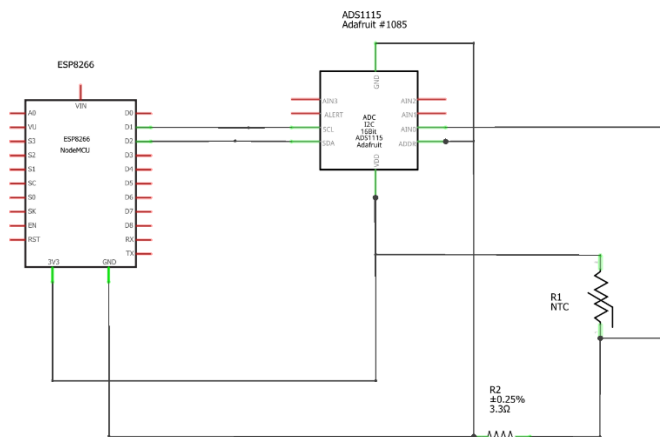 ADS1115
Adafruit #1085
ESP8266
VIN
A0
VU
S3
S2
S1
SC
S0
SK
EN
RST
ESP8266
NodeMCU
D0
D1
D2
D3
D4
D5
D6
D7
D8
RX
TX
3V3
GND
GND
AIN3
ALERT
SCL
SDA
ADC
I2C
16Bit
ADS1115
Adafruit
AIN2
AIN1
AIN0
ADDR
VDD
R1
NTC
R2
±0.25%
3.3Ω